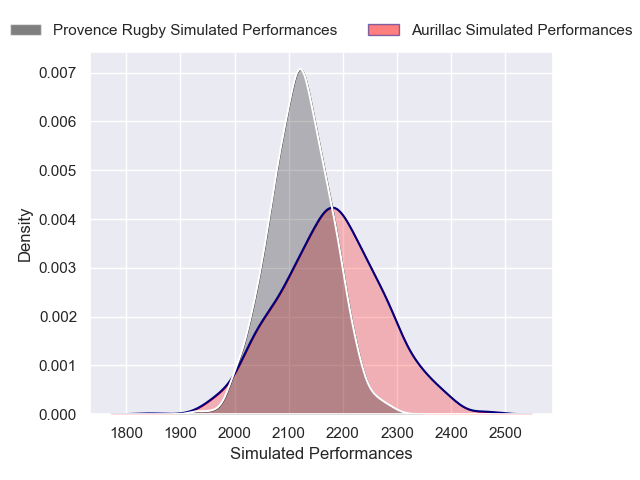 Provence Rugby Simulated Performances Aurillac Simulated Performances
0.007
0.006
0.005
0.004
0.003
0.002
0.001
0.000
Density
1800 1900 2000 2100 2200 2300 2400 2500
Simulated Performances